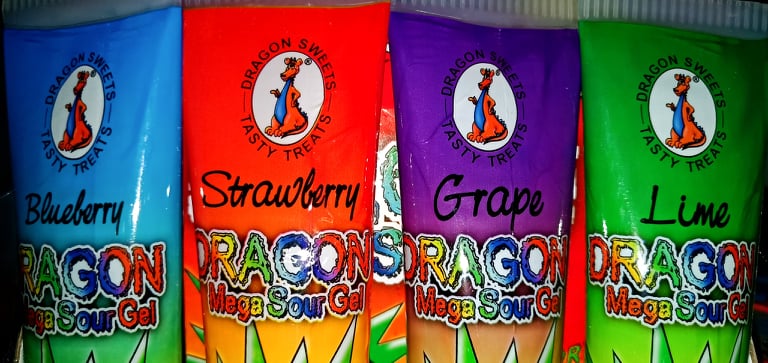 DRAGON SWEETS
TASTY TREATS
Blueberry
RAGON
Mega Sour Gel
DRAGON SWEETS
TASTY TREATS
Strawberry
DRAGON
Mega Sour Gel
DRAGON SWEETS
TASTY TREATS
Grape
DRAGON
Mega Sour Gel
DRAGON SWEETS
TASTY TREATS
Lime
DRAGON
Mega Sour Gel